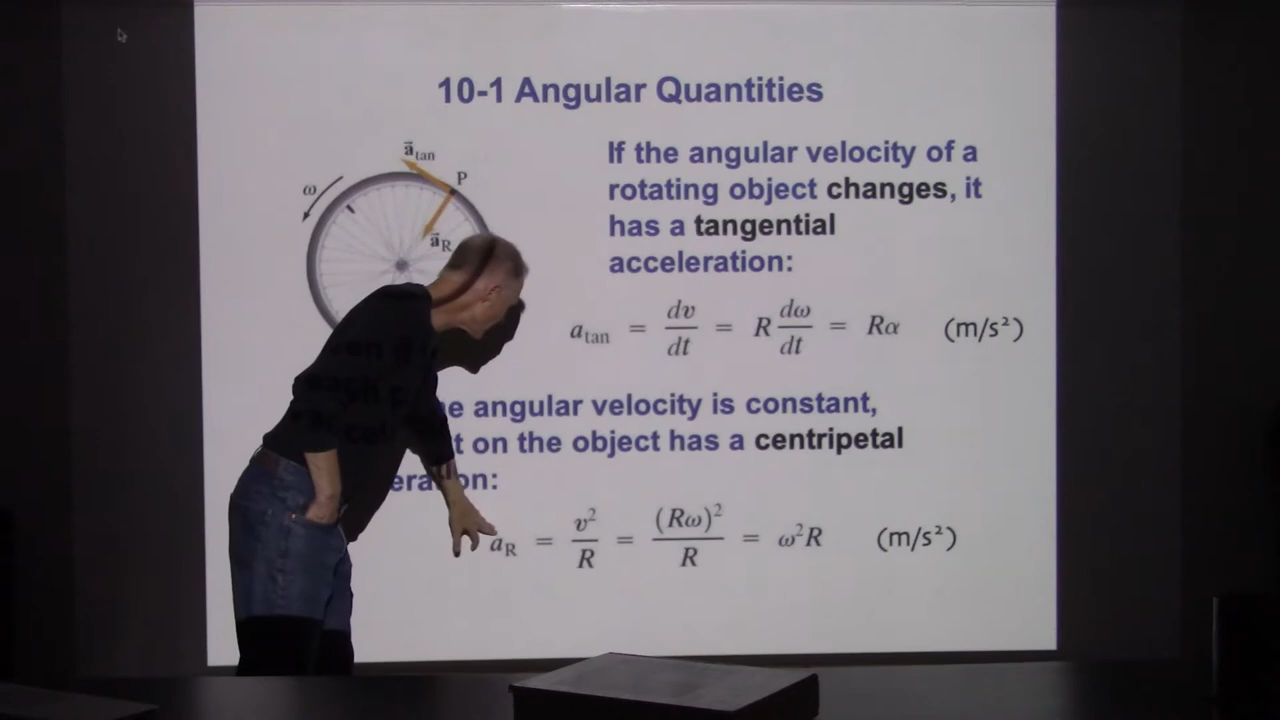 10-1 Angular Quantities
a⃗tan
P
ω
a⃗R
If the angular velocity of a
rotating object changes, it
has a tangential
acceleration:
atan = dv/dt = R dω/dt = Rα (m/s²)
angular velocity is constant,
on the object has a centripetal
aR = v²/R = (Rω)²/R = ω²R (m/s²)